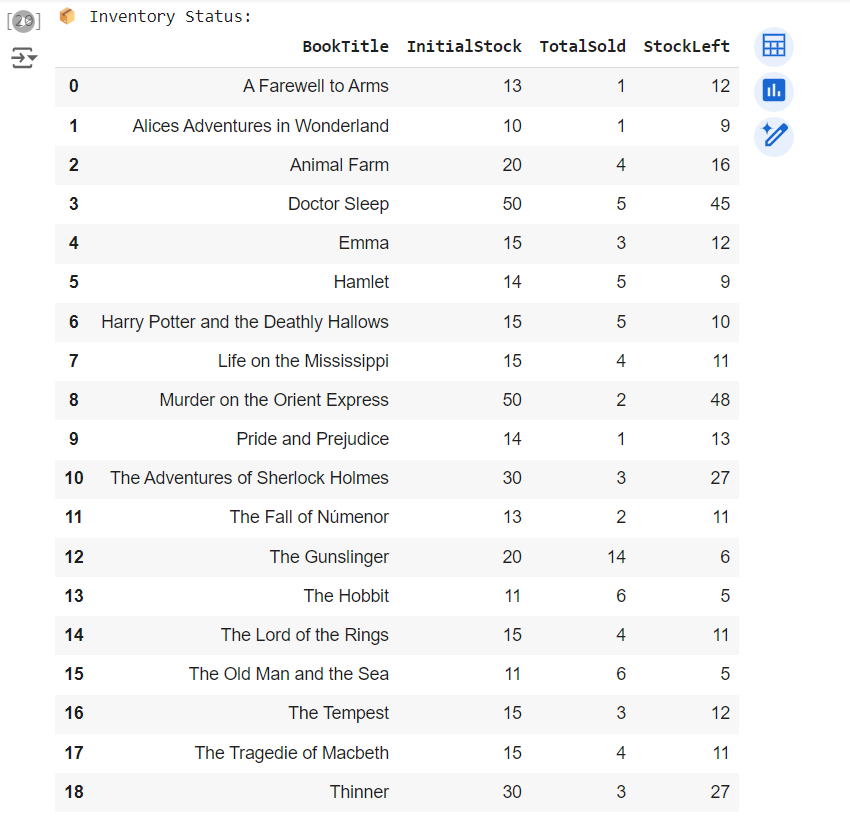 [20] Inventory Status:
BookTitle InitialStock TotalSold StockLeft
0 A Farewell to Arms 13 1 12
1 Alices Adventures in Wonderland 10 1 9
2 Animal Farm 20 4 16
3 Doctor Sleep 50 5 45
4 Emma 15 3 12
5 Hamlet 14 5 9
6 Harry Potter and the Deathly Hallows 15 5 10
7 Life on the Mississippi 15 4 11
8 Murder on the Orient Express 50 2 48
9 Pride and Prejudice 14 1 13
10 The Adventures of Sherlock Holmes 30 3 27
11 The Fall of Númenor 13 2 11
12 The Gunslinger 20 14 6
13 The Hobbit 11 6 5
14 The Lord of the Rings 15 4 11
15 The Old Man and the Sea 11 6 5
16 The Tempest 15 3 12
17 The Tragedie of Macbeth 15 4 11
18 Thinner 30 3 27